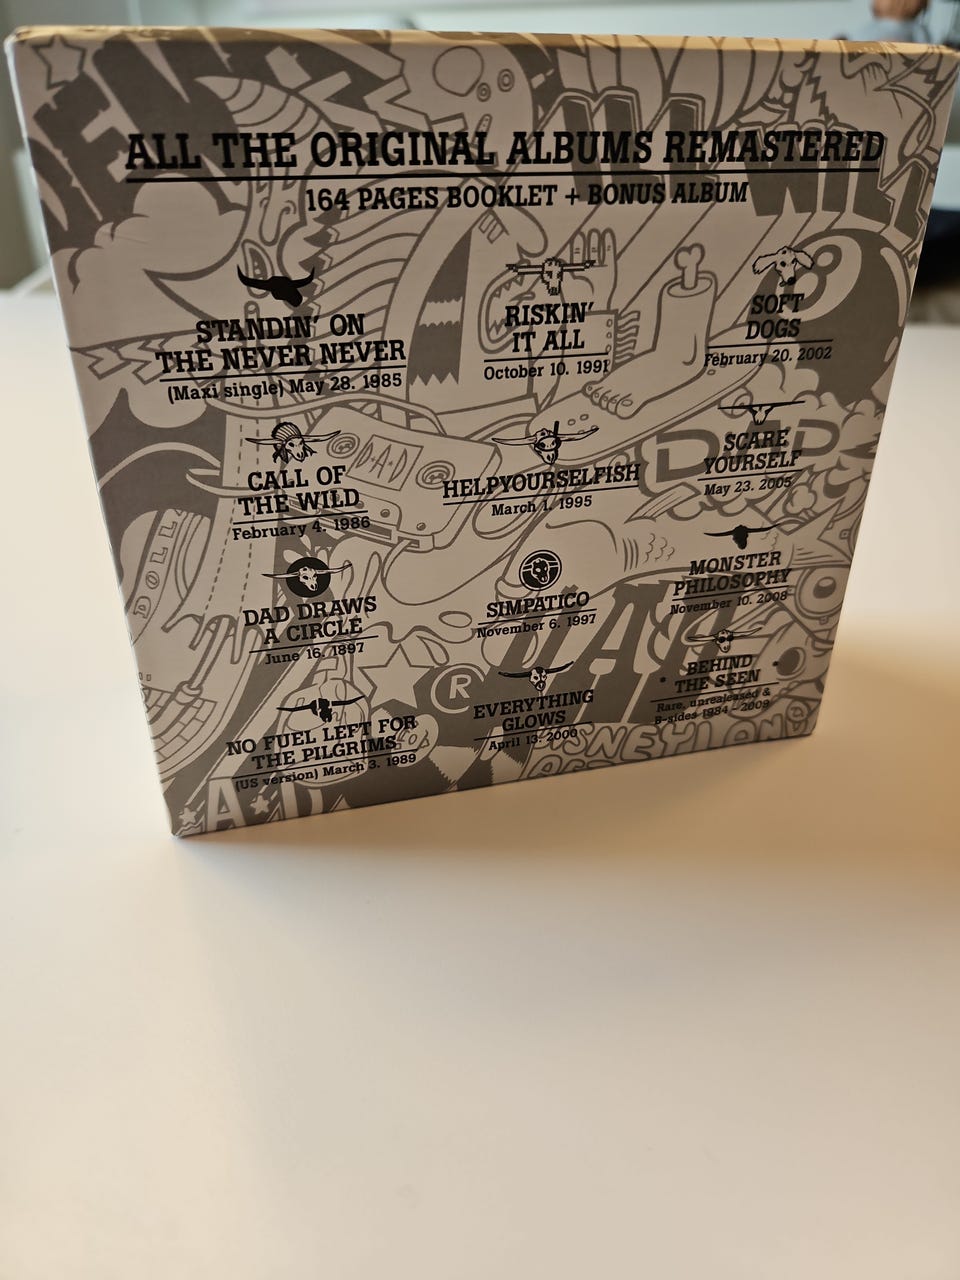 ALL THE ORIGINAL ALBUMS REMASTERED
164 PAGES BOOKLET + BONUS ALBUM
STANDIN' ON
THE NEVER NEVER
(Maxi single) May 28. 1985
CALL OF
THE WILD
February 4. 1986
DAD DRAWS
A CIRCLE
June 16. 1897
NO FUEL LEFT FOR
THE PILGRIMS
(US version) March 3. 1989
RISKIN'
IT ALL
October 10. 1991
HELPYOURSELFISH
March 1. 1995
SIMPATICO
November 6. 1997
EVERYTHING
GLOWS
April 13. 2000
SOFT
DOGS
February 20. 2002
SCARE
YOURSELF
May 23. 2005
MONSTER
PHILOSOPHY
November 10. 2008
BEHIND
THE SEEN
Rare, unrealeased &
B-sides 1984 - 2009
D·A·D
DAD
DOLL
WILL
R
A.D.